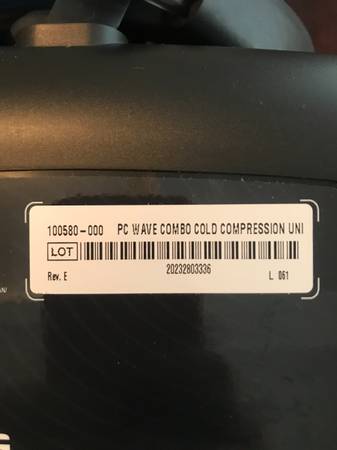 100580-000 PC WAVE COMBO COLD COMPRESSION UNI
LOT
20232803336
Rev. E L 061